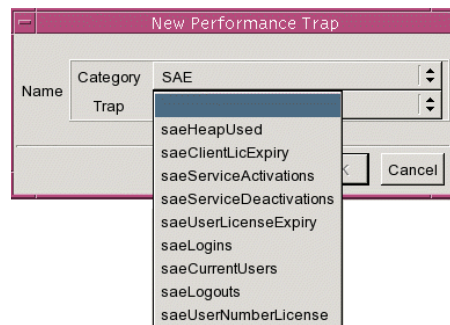 New Performance Trap
Name Category SAE
Trap
saeHeapUsed
saeClientLicExpiry
saeServiceActivations
saeServiceDeactivations
saeUserLicenseExpiry
saeLogins
saeCurrentUsers
saeLogouts
saeUserNumberLicense
Cancel